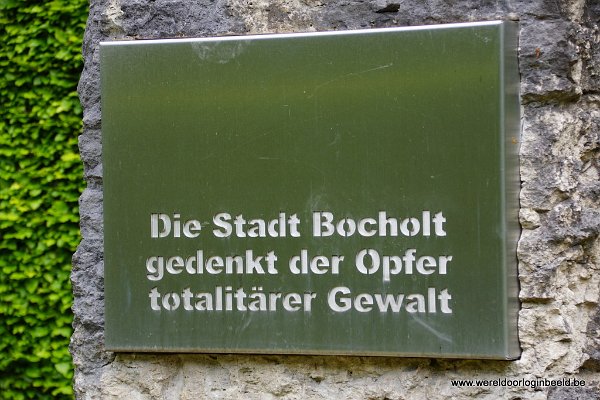 Die Stadt Bocholt
gedenkt der Opfer
totalitärer Gewalt
www.wereldoorloginbeeld.be